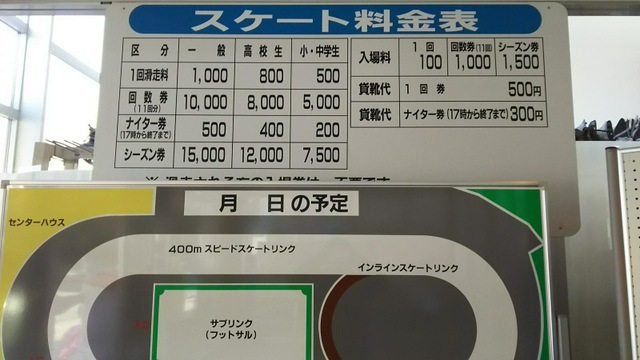 スケート料金表
区分 一般 高校生 小・中学生
1回滑走料 1,000 800 500
回数券(11回分) 10,000 8,000 5,000
ナイター券(17時から終了まで) 500 400 200
シーズン券 15,000 12,000 7,500
入場料 1回 100 回数券(11回) 1,000 シーズン券 1,500
貸靴代 1回券 500円
貸靴代 ナイター券(17時から終了まで) 300円
月 日の予定
センターハウス
400mスピードスケートリンク
インラインスケートリンク
サブリンク
(フットサル)